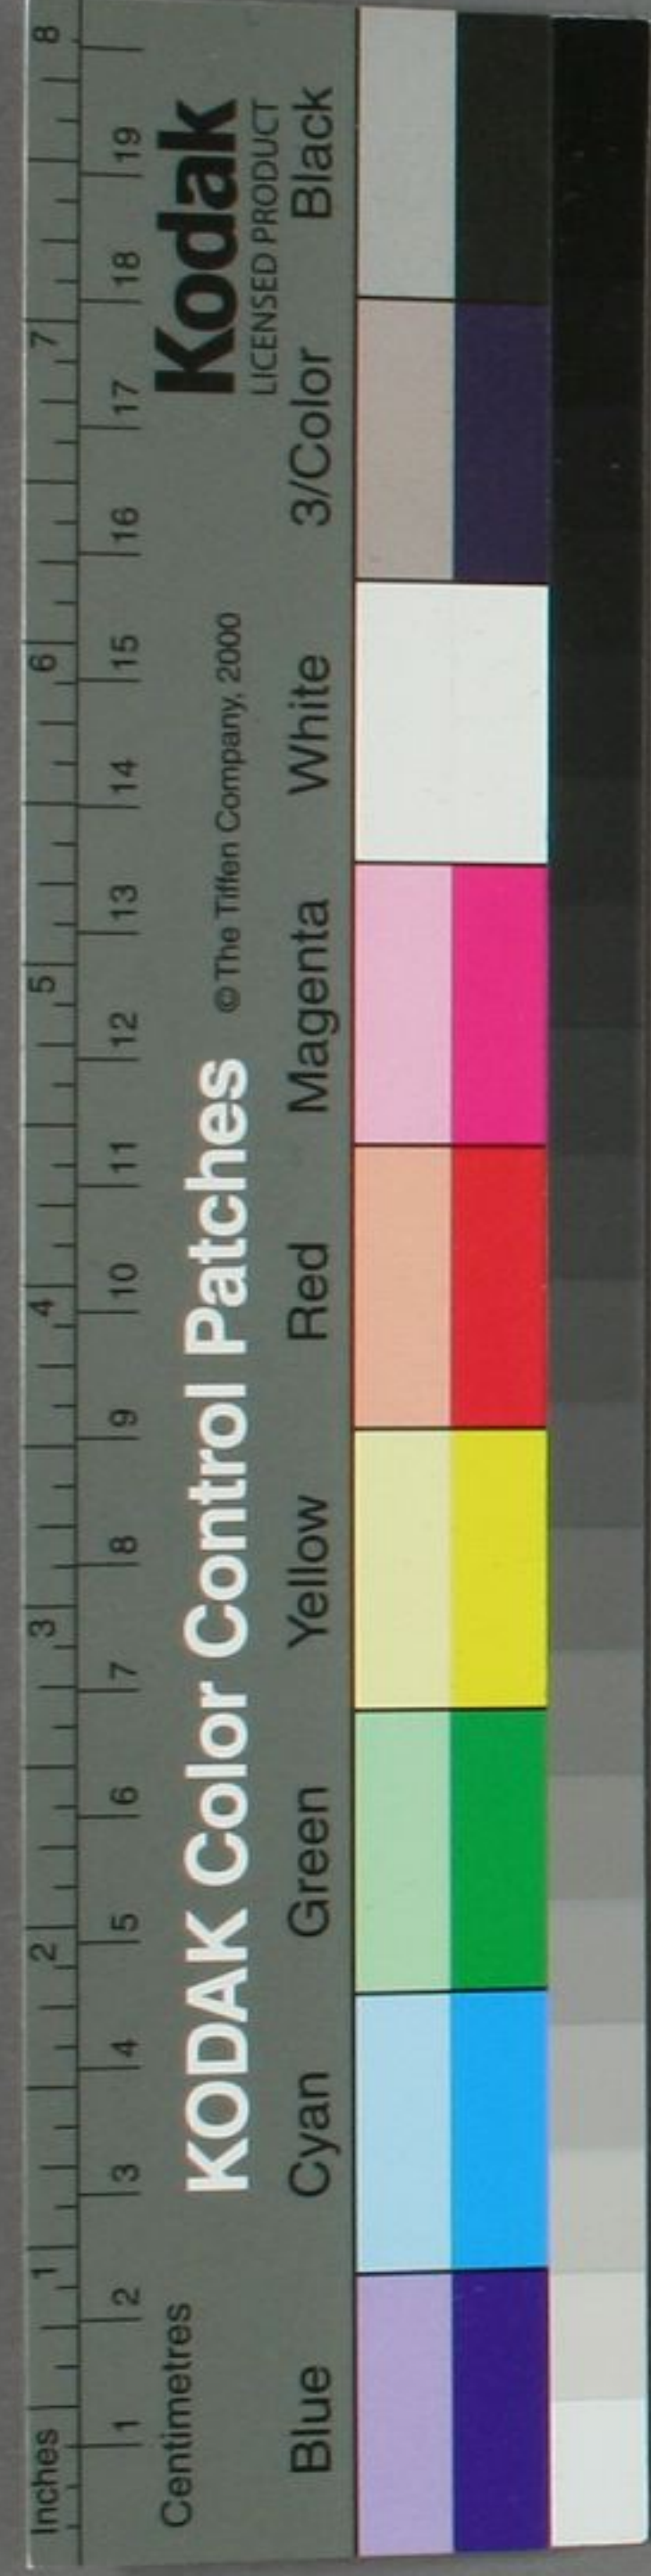 Inches 1 2 3 4 5 6 7 8
1 2 3 4 5 6 7 8 9 10 11 12 13 14 15 16 17 18 19
Centimetres
KODAK Color Control Patches © The Tiffen Company, 2000
Kodak
LICENSED PRODUCT
Blue Cyan Green Yellow Red Magenta White 3/Color Black